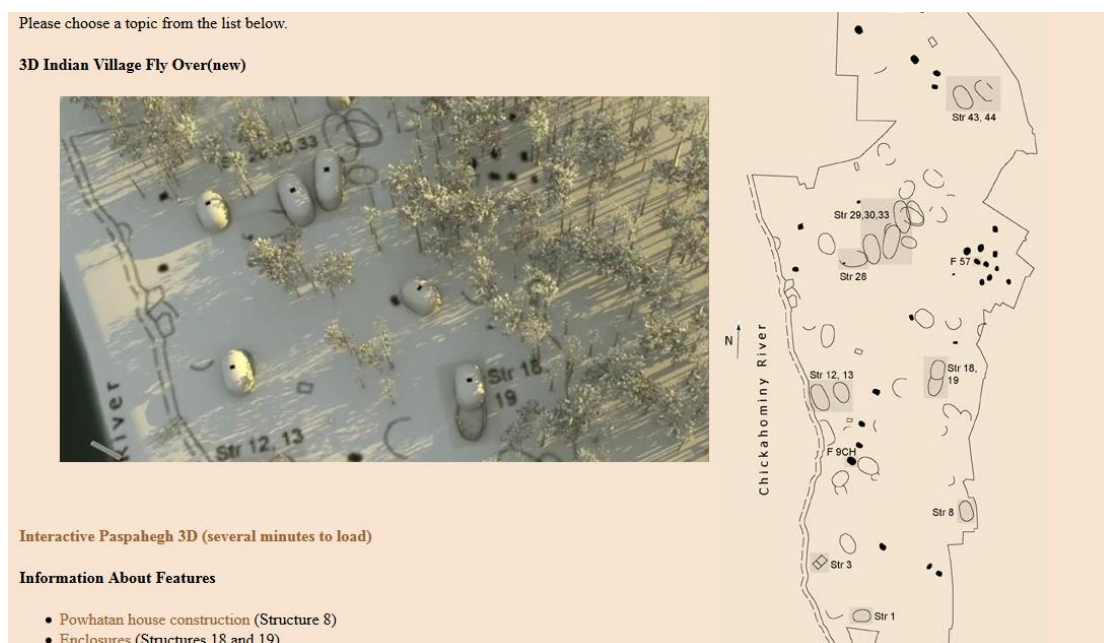 Please choose a topic from the list below.
3D Indian Village Fly Over(new)
30,33
Str 18,
19
Str 12, 13
River
Interactive Paspahegh 3D (several minutes to load)
Information About Features
• Powhatan house construction (Structure 8)
• Enclosures (Structures 18 and 19)
Str 43, 44
Str 29,30,33
Str 28
F 57
N
Chickahominy River
Str 12, 13
Str 18,
19
F 9CH
Str 8
Str 3
Str 1